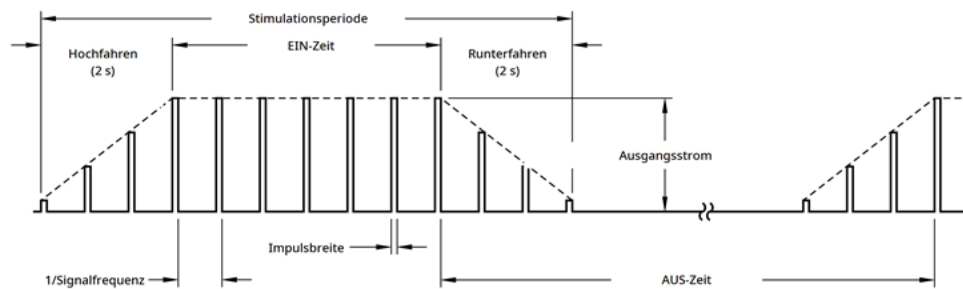 Stimulationsperiode
Hochfahren
(2 s)
EIN-Zeit
Runterfahren
(2 s)
Ausgangsstrom
Impulsbreite
1/Signalfrequenz
AUS-Zeit